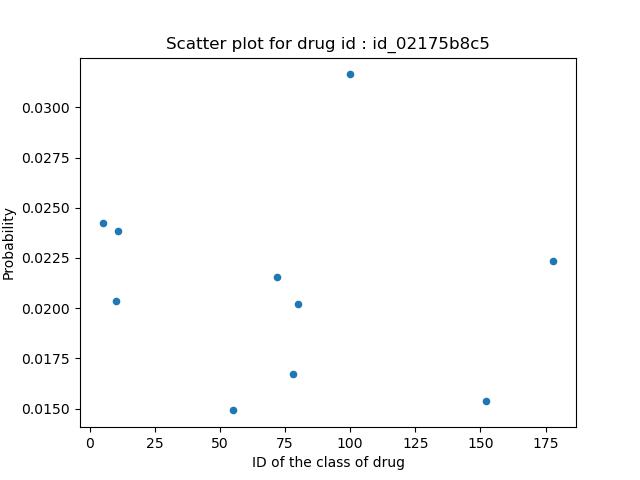 Scatter plot for drug id : id_02175b8c5
0.0300
0.0275
0.0250
0.0225
0.0200
0.0175
0.0150
Probability
0 25 50 75 100 125 150 175
ID of the class of drug